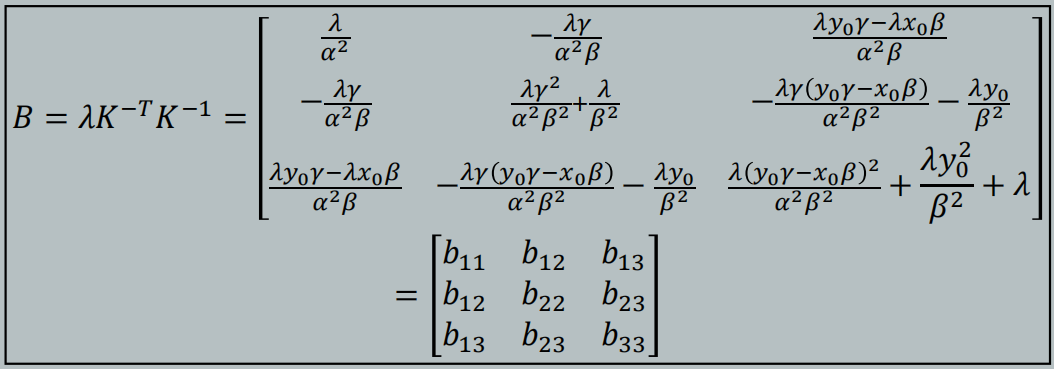 B = λK⁻ᵀK⁻¹ = [ λ/α²  −λγ/(α²β)  (λy₀γ−λx₀β)/(α²β)
−λγ/(α²β)  λγ²/(α²β²)+λ/β²  −λγ(y₀γ−x₀β)/(α²β²) − λy₀/β²
(λy₀γ−λx₀β)/(α²β)  −λγ(y₀γ−x₀β)/(α²β²) − λy₀/β²  λ(y₀γ−x₀β)²/(α²β²) + λy₀²/β² + λ ]
= [ b₁₁  b₁₂  b₁₃
b₁₂  b₂₂  b₂₃
b₁₃  b₂₃  b₃₃ ]